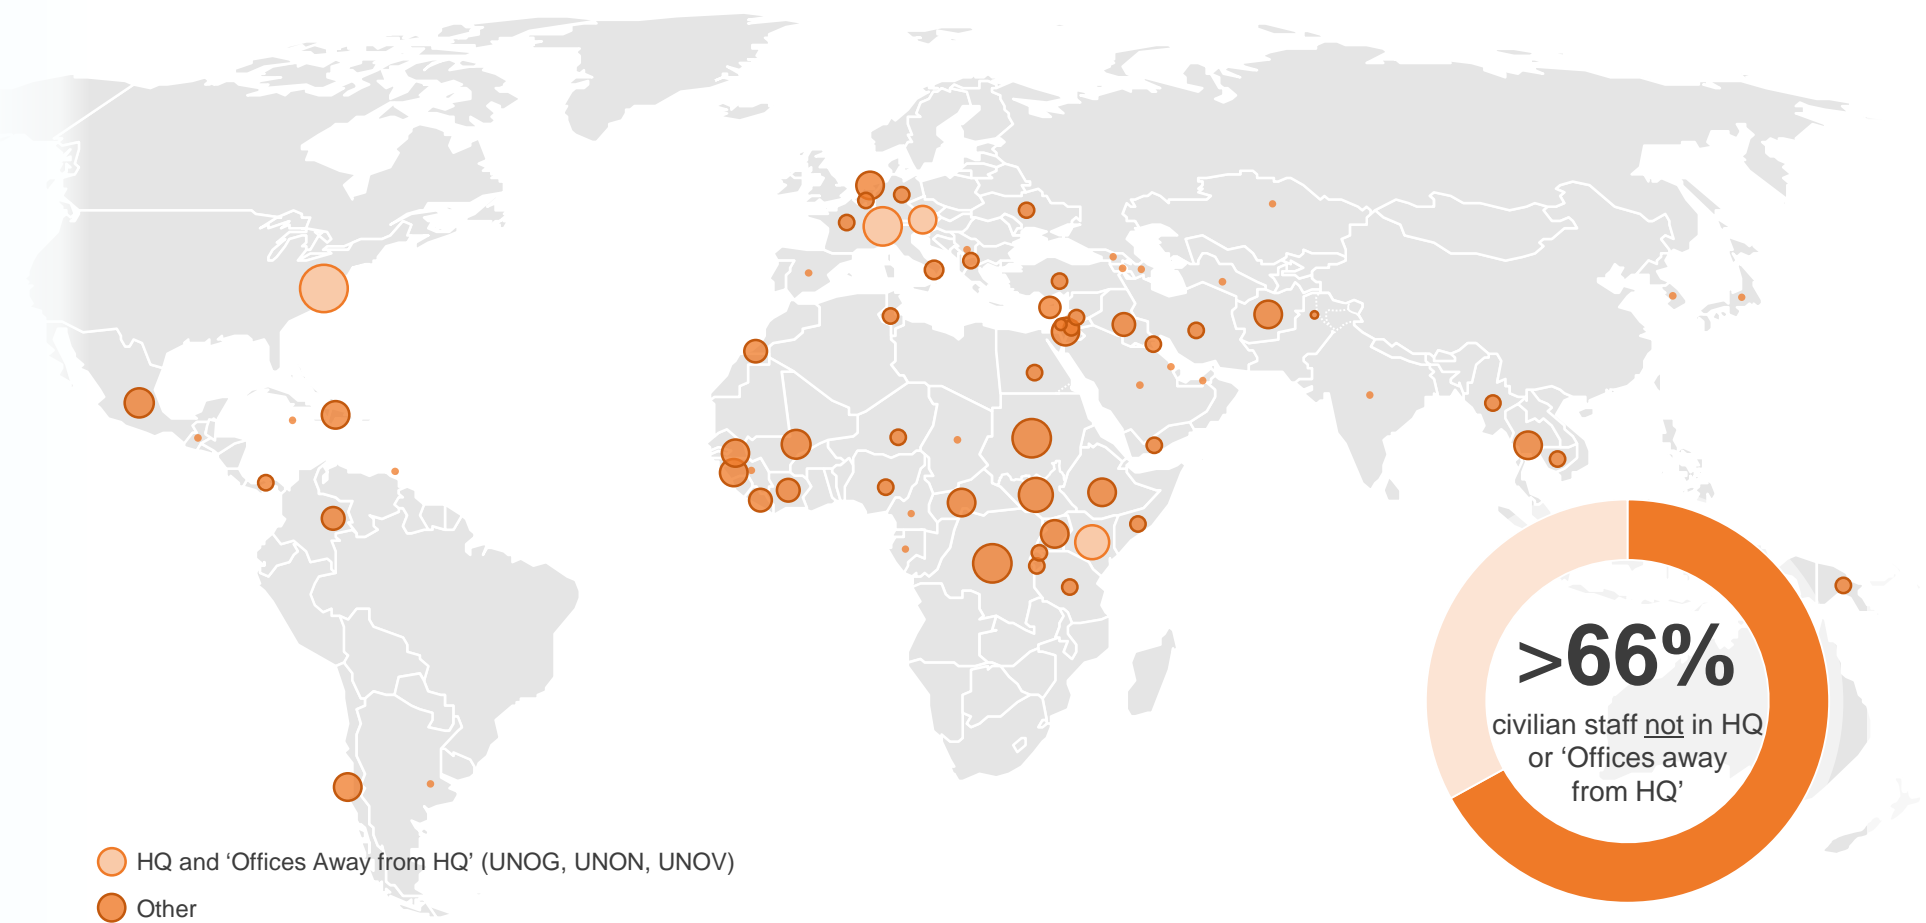 >66%
civilian staff not in HQ
or ‘Offices away
from HQ’
HQ and ‘Offices Away from HQ’ (UNOG, UNON, UNOV)
Other